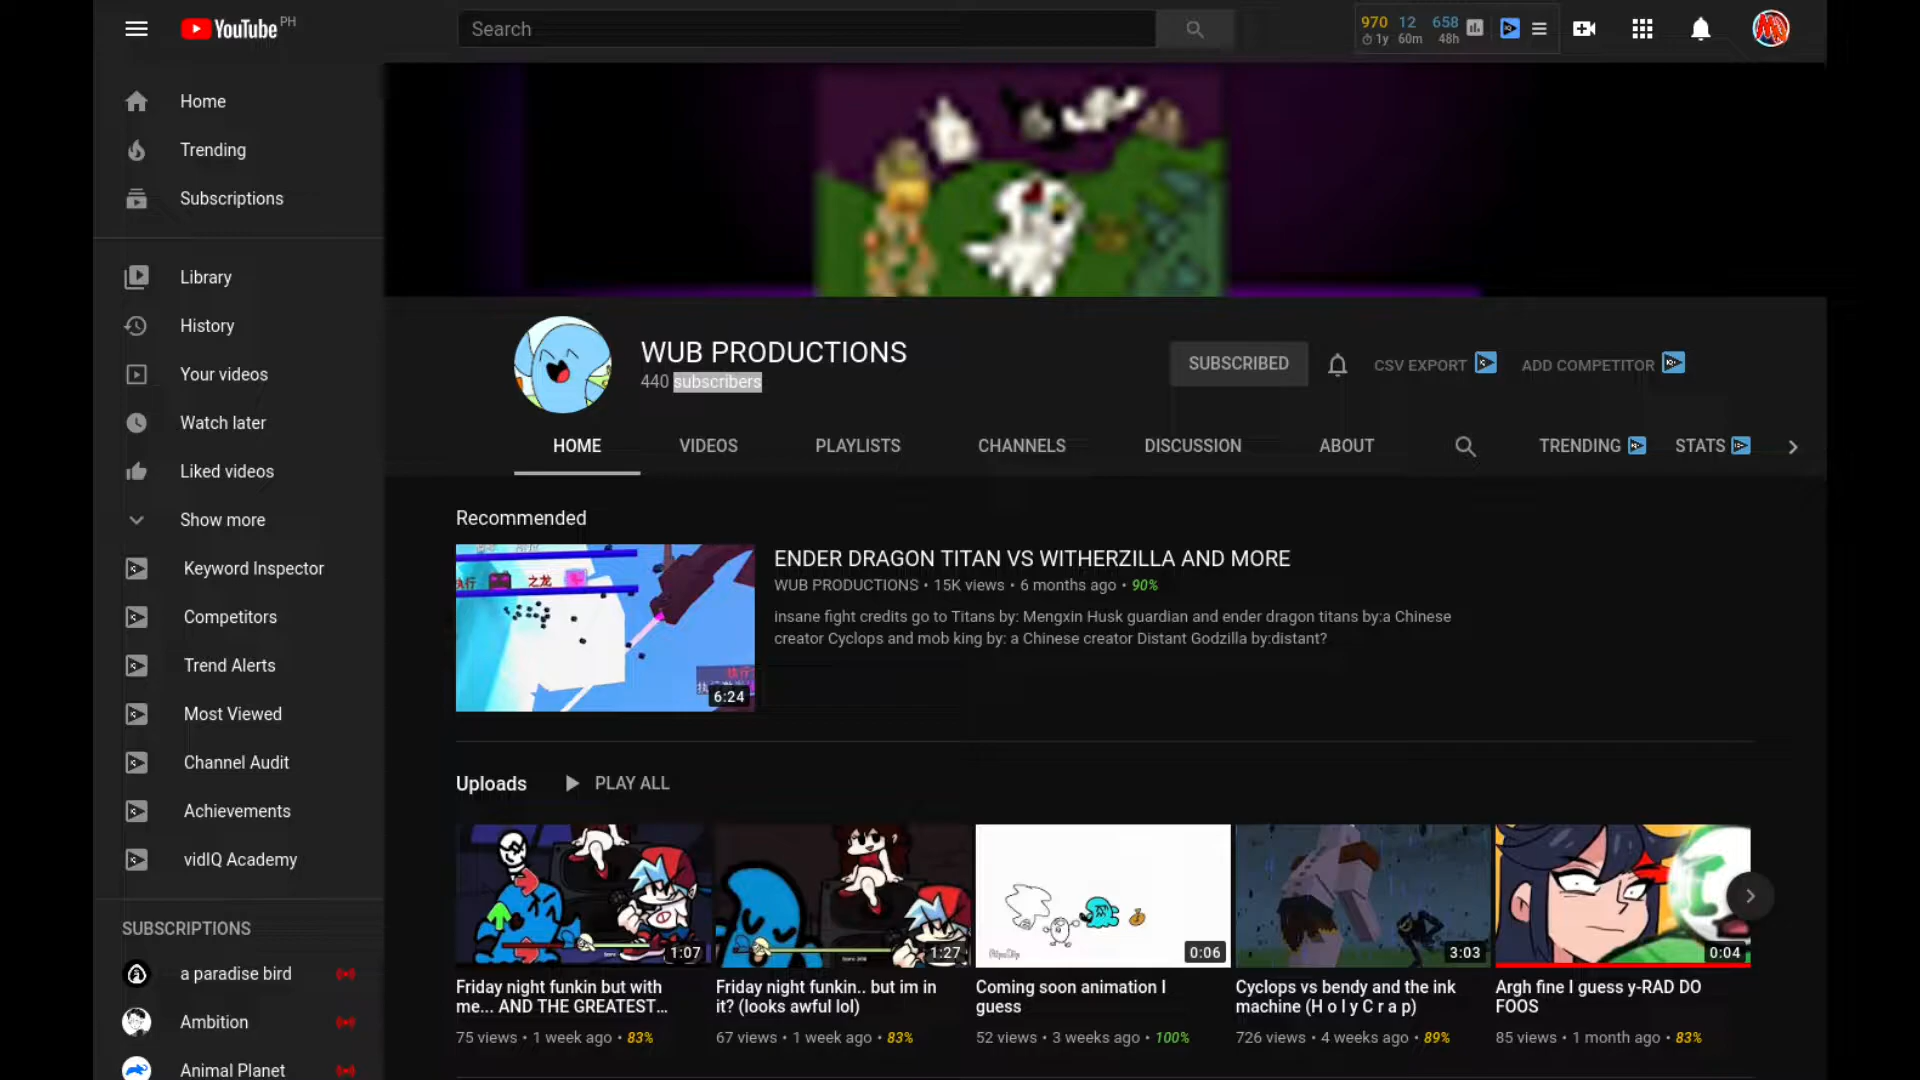 YouTube PH
Search
970 12 658
1y 60m 48h
Home
Trending
Subscriptions
Library
History
Your videos
Watch later
Liked videos
Show more
Keyword Inspector
Competitors
Trend Alerts
Most Viewed
Channel Audit
Achievements
vidIQ Academy
SUBSCRIPTIONS
a paradise bird
Ambition
Animal Planet
WUB PRODUCTIONS
440 subscribers
SUBSCRIBED
CSV EXPORT
ADD COMPETITOR
HOME VIDEOS PLAYLISTS CHANNELS DISCUSSION ABOUT TRENDING STATS
Recommended
之龙
6:24
ENDER DRAGON TITAN VS WITHERZILLA AND MORE
WUB PRODUCTIONS • 15K views • 6 months ago • 90%
insane fight credits go to Titans by: Mengxin Husk guardian and ender dragon titans by:a Chinese
creator Cyclops and mob king by: a Chinese creator Distant Godzilla by:distant?
Uploads PLAY ALL
1:07
Friday night funkin but with
me... AND THE GREATEST...
75 views • 1 week ago • 83%
1:27
Friday night funkin.. but im in
it? (looks awful lol)
67 views • 1 week ago • 83%
0:06
Coming soon animation I
guess
52 views • 3 weeks ago • 100%
3:03
Cyclops vs bendy and the ink
machine (H o l y C r a p)
726 views • 4 weeks ago • 89%
0:04
Argh fine I guess y-RAD DO
FOOS
85 views • 1 month ago • 83%